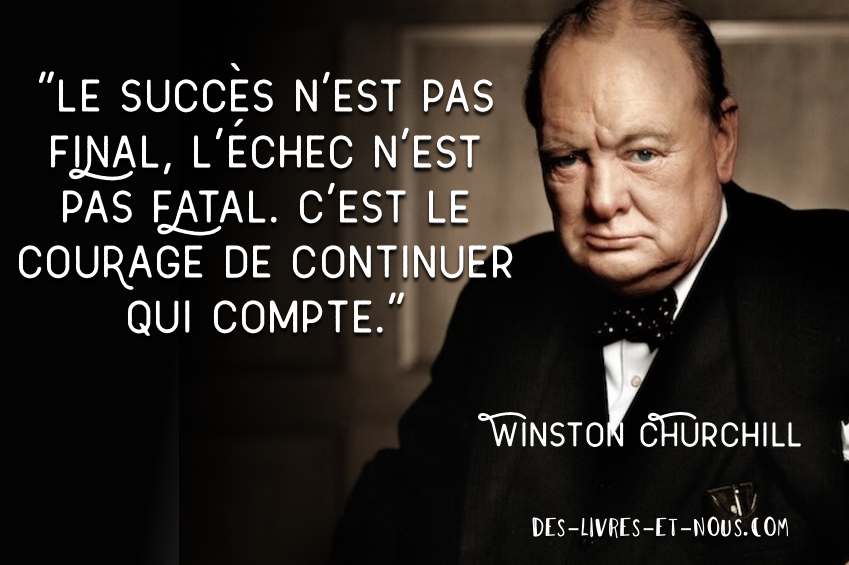 "LE SUCCÈS N'EST PAS
FINAL, L'ÉCHEC N'EST
PAS FATAL. C'EST LE
COURAGE DE CONTINUER
QUI COMPTE."
WINSTON CHURCHILL
DES-LIVRES-ET-NOUS.COM